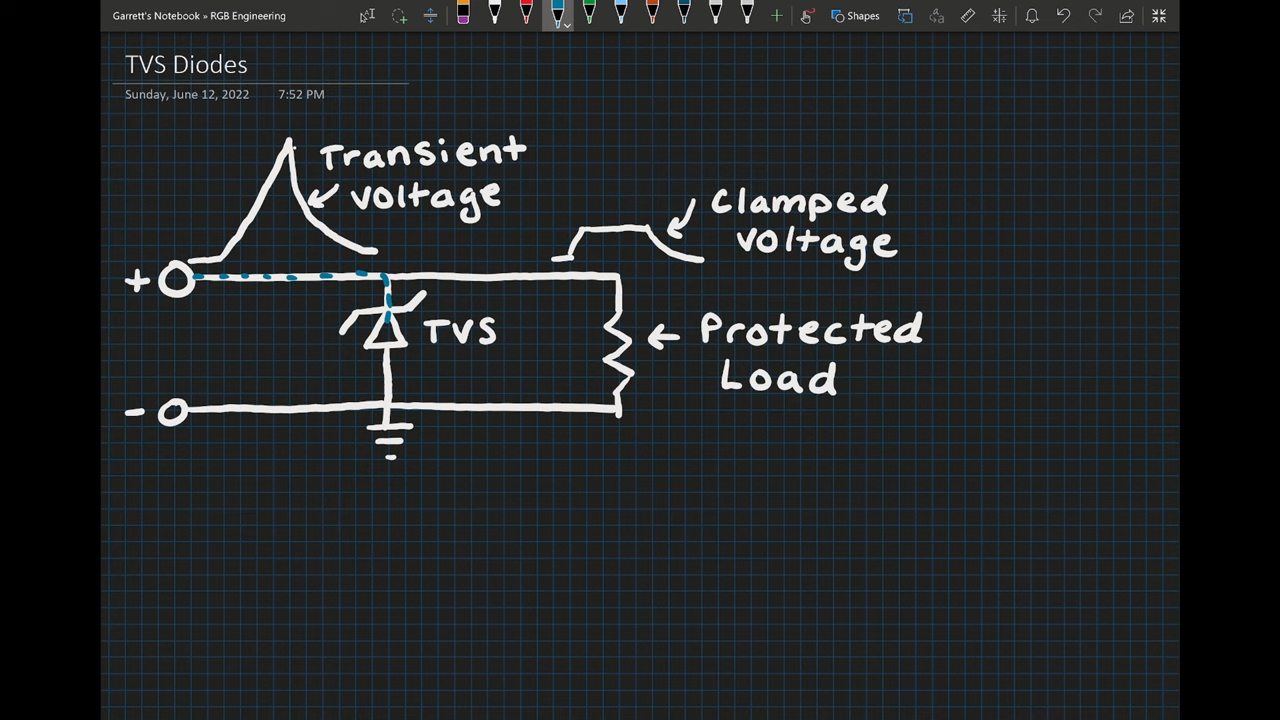 Garrett's Notebook » RGB Engineering
Shapes
TVS Diodes
Sunday, June 12, 2022 7:52 PM
Transient
voltage
Clamped
voltage
+
TVS
Protected
Load
-